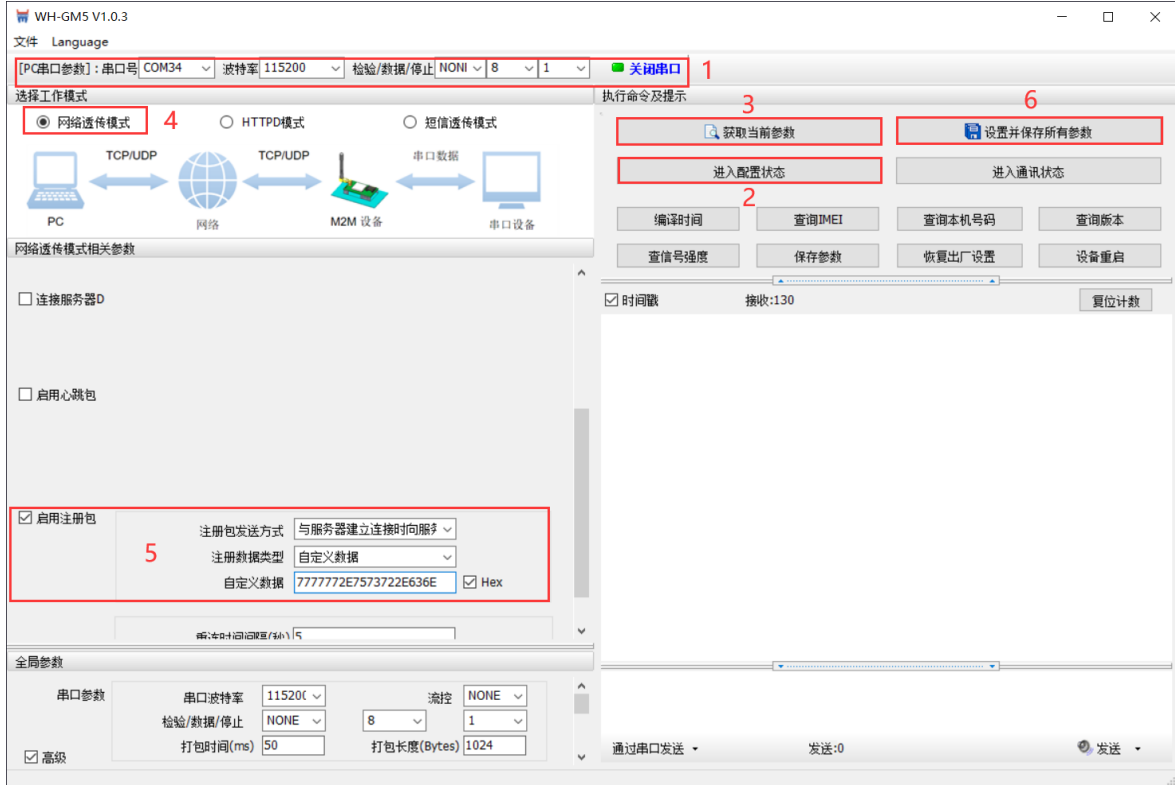 WH-GM5 V1.0.3
文件 Language
[PC串口参数]：串口号 COM34 波特率 115200 检验/数据/停止 NONI 8 1 关闭串口 1
选择工作模式
网络透传模式 4 HTTPD模式 短信透传模式
TCP/UDP TCP/UDP 串口数据
PC 网络 M2M 设备 串口设备
网络透传模式相关参数
连接服务器D
启用心跳包
启用注册包
注册包发送方式 与服务器建立连接时向服务
5 注册数据类型 自定义数据
自定义数据 7777772E7573722E636E Hex
重连时间间隔(秒) 5
全局参数
串口参数 串口波特率 11520( 流控 NONE
检验/数据/停止 NONE 8 1
打包时间(ms) 50 打包长度(Bytes) 1024
高级
执行命令及提示
3 6
获取当前参数 设置并保存所有参数
进入配置状态 进入通讯状态
2
编译时间 查询IMEI 查询本机号码 查询版本
查信号强度 保存参数 恢复出厂设置 设备重启
时间戳 接收:130 复位计数
通过串口发送 发送:0 发送